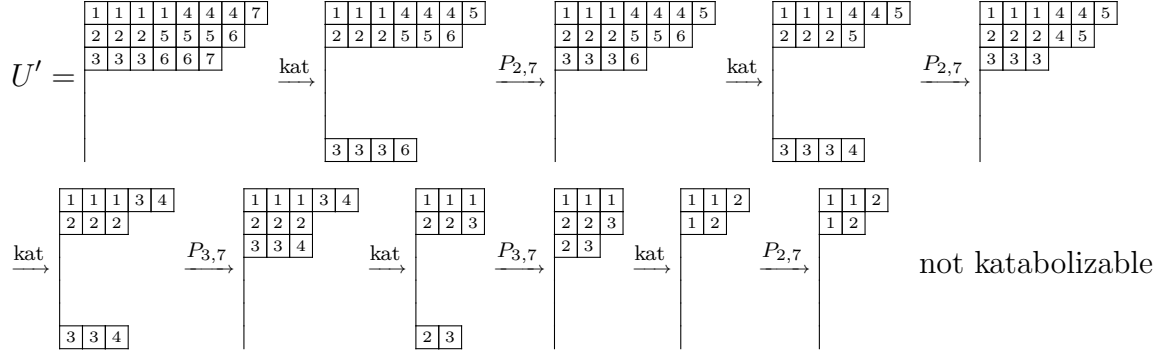 1 1 1 1 4 4 4 7 1 1 1 4 4 4 5 1 1 1 4 4 4 5 1 1 1 4 4 5 1 1 1 4 4 5
2 2 2 5 5 5 6 2 2 2 5 5 6 2 2 2 5 5 6 2 2 2 5 2 2 2 4 5
3 3 3 6 6 7 3 3 3 6 3 3 3
U′ = kat P2,7 kat P2,7
3 3 3 6 3 3 3 4
1 1 1 3 4 1 1 1 3 4 1 1 1 1 1 1 1 1 2 1 1 2
2 2 2 2 2 2 2 2 3 2 2 3 1 2 1 2
3 3 4 2 3
kat P3,7 kat P3,7 kat P2,7 not katabolizable
3 3 4 2 3